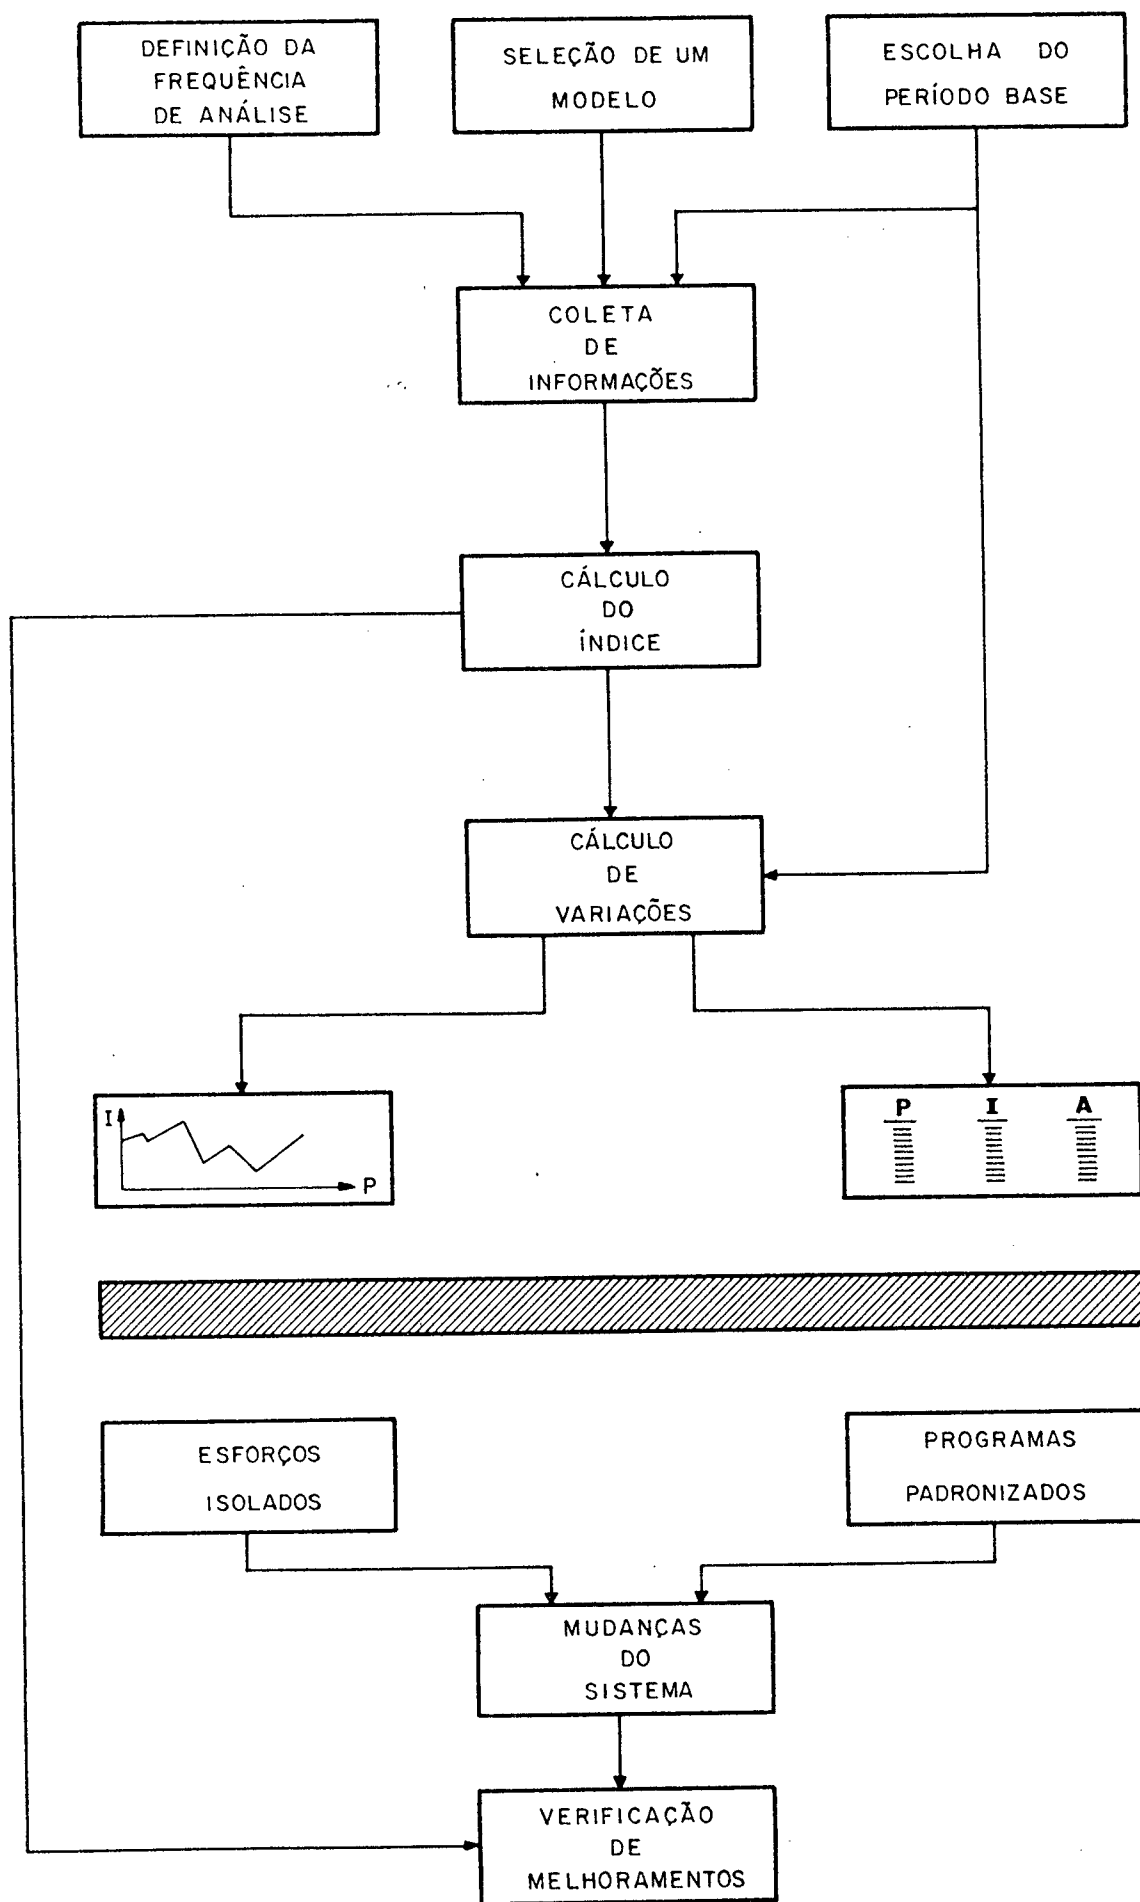 DEFINIÇÃO DA
FREQUÊNCIA
DE ANÁLISE
SELEÇÃO DE UM
MODELO
ESCOLHA DO
PERÍODO BASE
COLETA
DE
INFORMAÇÕES
CÁLCULO
DO
ÍNDICE
CÁLCULO
DE
VARIAÇÕES
I
P
P I A
ESFORÇOS
ISOLADOS
PROGRAMAS
PADRONIZADOS
MUDANÇAS
DO
SISTEMA
VERIFICAÇÃO
DE
MELHORAMENTOS